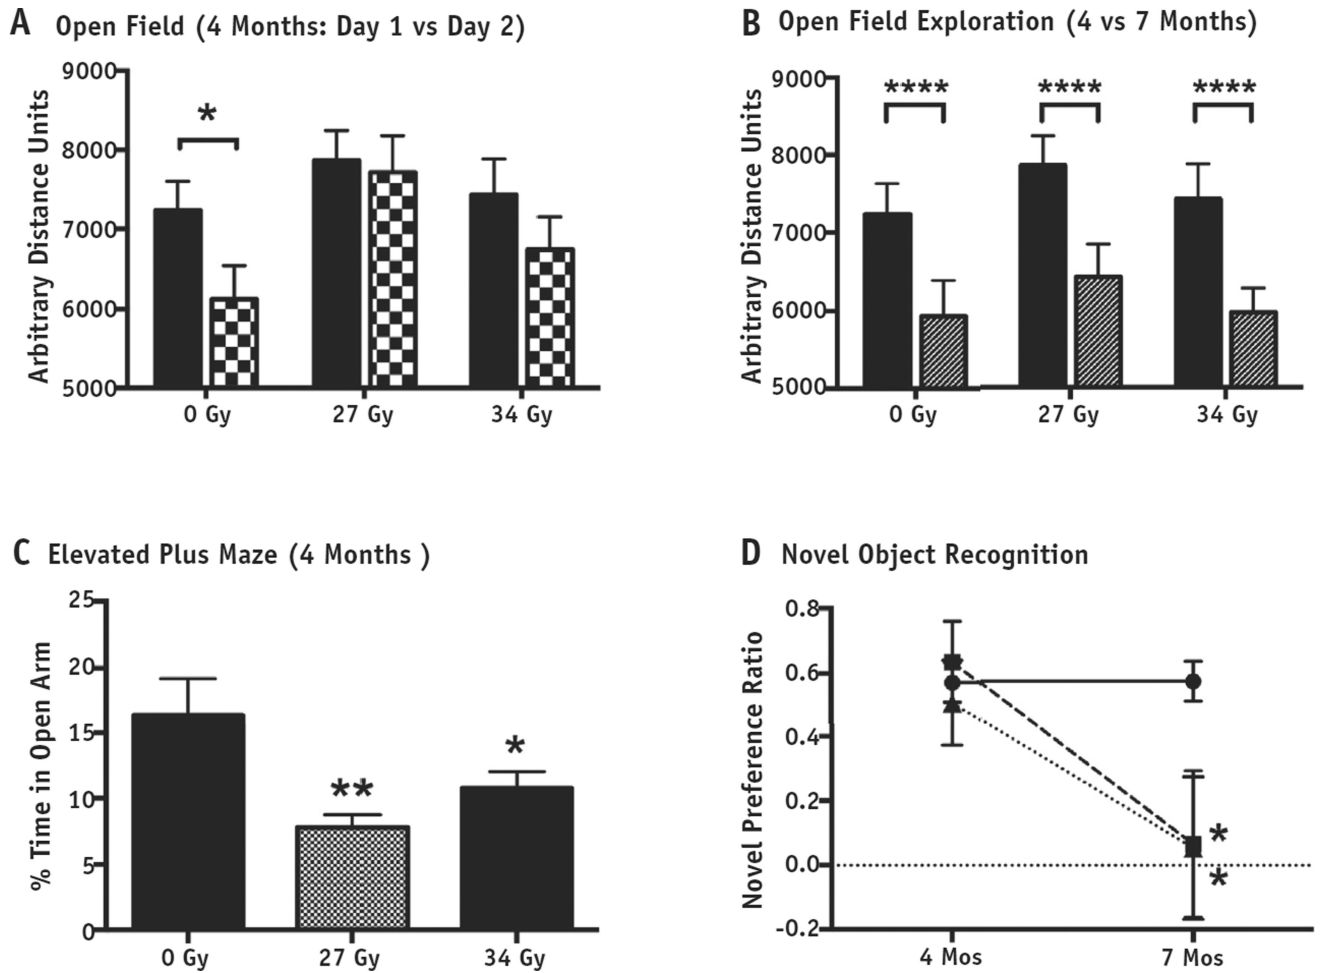 A Open Field (4 Months: Day 1 vs Day 2)
Arbitrary Distance Units
9000
8000
7000
6000
5000
*
0 Gy 27 Gy 34 Gy
B Open Field Exploration (4 vs 7 Months)
Arbitrary Distance Units
9000
8000
7000
6000
5000
**** **** ****
0 Gy 27 Gy 34 Gy
C Elevated Plus Maze (4 Months )
% Time in Open Arm
25
20
15
10
5
0
** *
0 Gy 27 Gy 34 Gy
D Novel Object Recognition
Novel Preference Ratio
0.8
0.6
0.4
0.2
0.0
-0.2
*
*
4 Mos 7 Mos